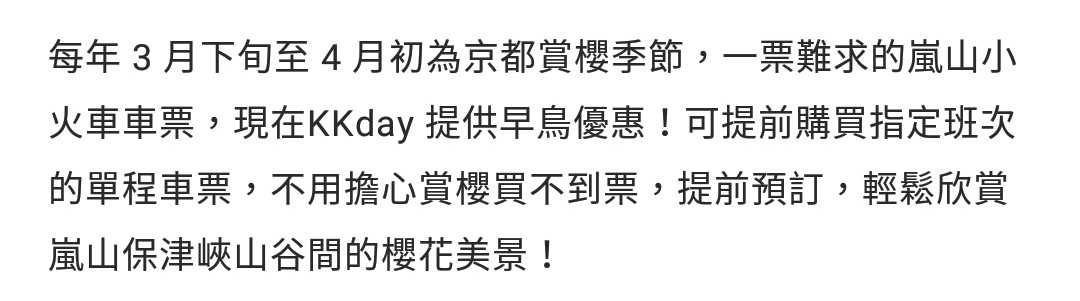 每年 3 月下旬至 4 月初為京都賞櫻季節，一票難求的嵐山小
火車車票，現在KKday 提供早鳥優惠！可提前購買指定班次
的單程車票，不用擔心賞櫻買不到票，提前預訂，輕鬆欣賞
嵐山保津峽山谷間的櫻花美景！